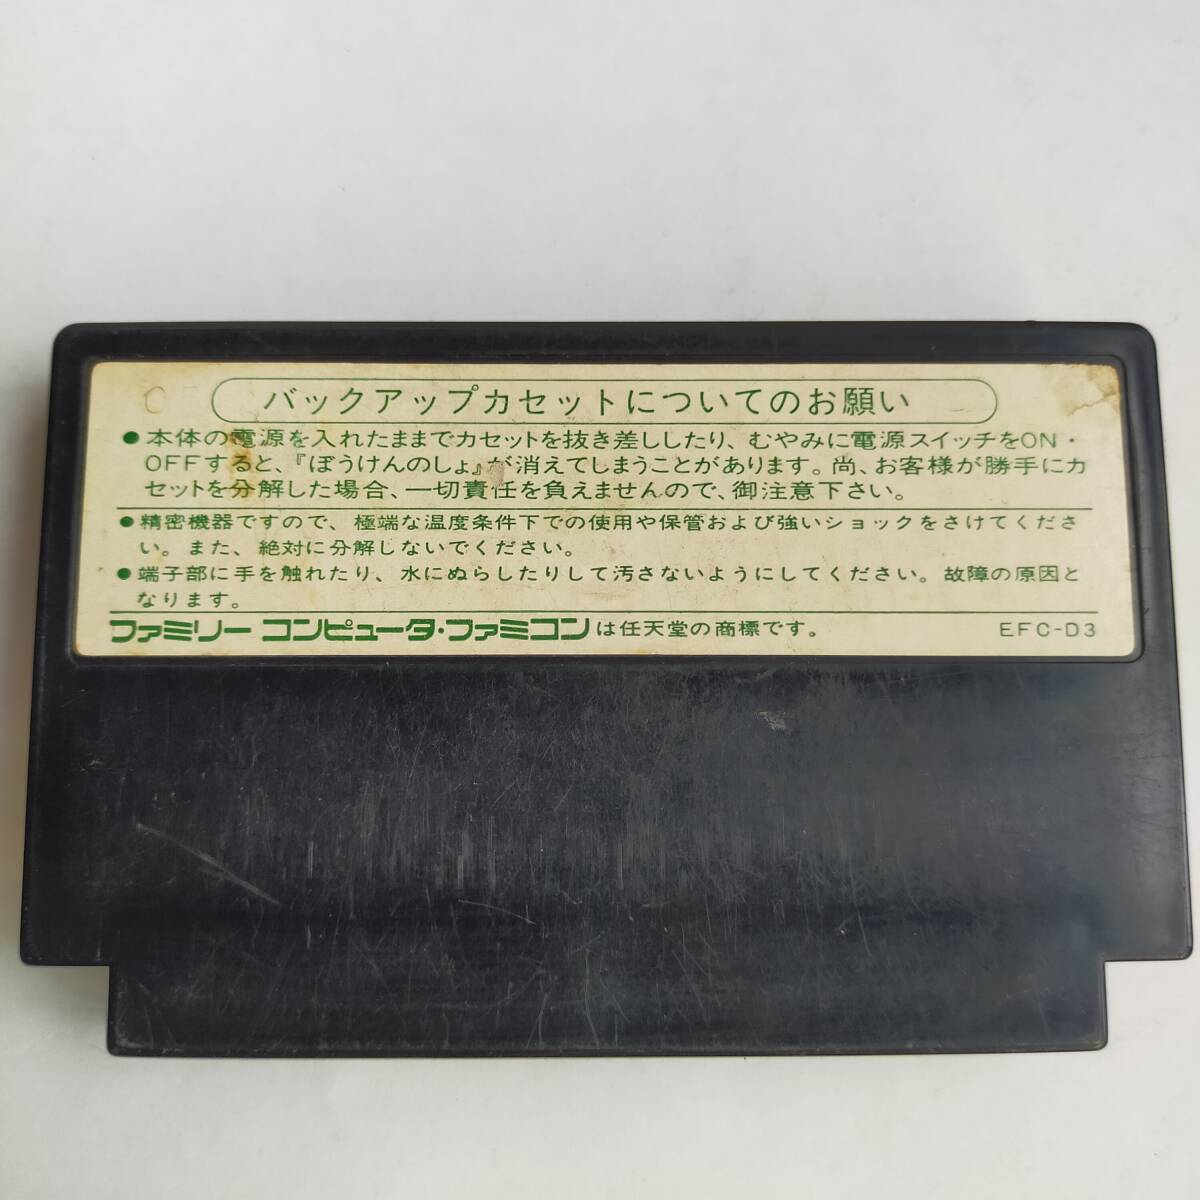 バックアップカセットについてのお願い
●本体の電源を入れたままでカセットを抜き差ししたり、むやみに電源スイッチをON・
OFFすると、『ぼうけんのしょ』が消えてしまうことがあります。尚、お客様が勝手にカ
セットを分解した場合、一切責任を負えませんので、御注意下さい。
●精密機器ですので、極端な温度条件下での使用や保管および強いショックをさけてくださ
い。また、絶対に分解しないでください。
●端子部に手を触れたり、水にぬらしたりして汚さないようにしてください。故障の原因と
なります。
ファミリーコンピュータ・ファミコンは任天堂の商標です。 EFC-D3